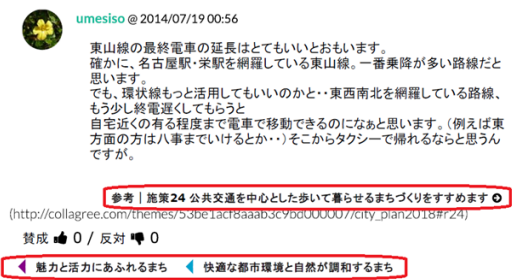 umesiso @ 2014/07/19 00:56
東山線の最終電車の延長はとてもいいとおもいます。
確かに、名古屋駅・栄駅を網羅している東山線。一番乗降が多い路線だと
思います。
でも、環状線もっと活用してもいいのかと・・東西南北を網羅している路線、
もう少し終電遅くしてもらうと
自宅近くの有る程度まで電車で移動できるのになぁと思います。（例えば東
方面の方は八事までいけるとか・・）そこからタクシーで帰れるならと思うん
ですが。
参考 | 施策24 公共交通を中心とした歩いて暮らせるまちづくりをすすめます
(http://collagree.com/themes/53be1acf8aaab3c9bd000007/city_plan2018#r24)
賛成 0 / 反対 0
魅力と活力にあふれるまち 快適な都市環境と自然が調和するまち